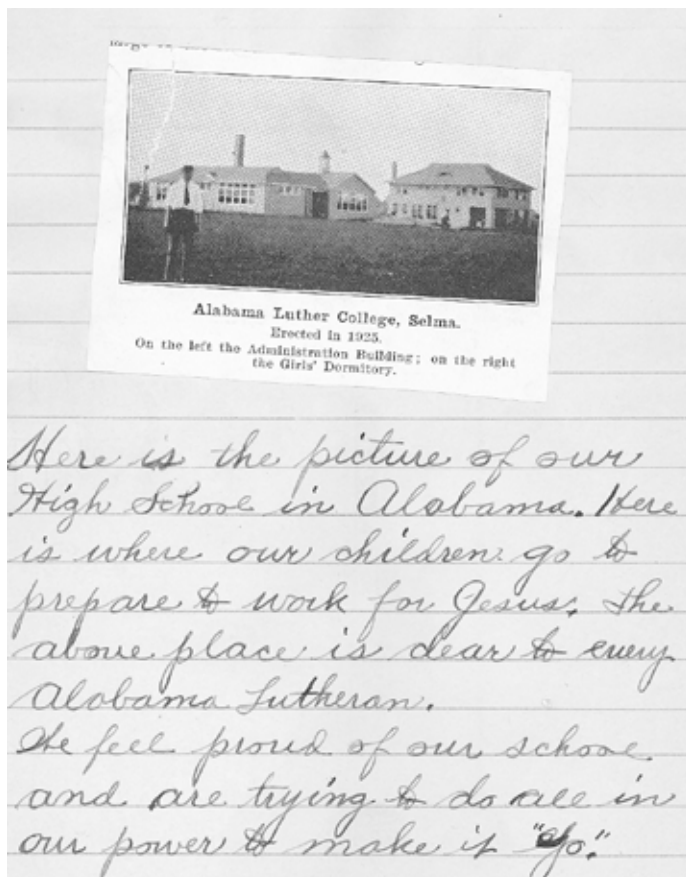 Alabama Luther College, Selma.
Erected in 1925.
On the left the Administration Building; on the right
the Girls' Dormitory.
Here is the picture of our
High School in Alabama. Here
is where our children go to
prepare to work for Jesus. The
above place is dear to every
Alabama Lutheran.
We feel proud of our school
and are trying to do all in
our power to make it "go."